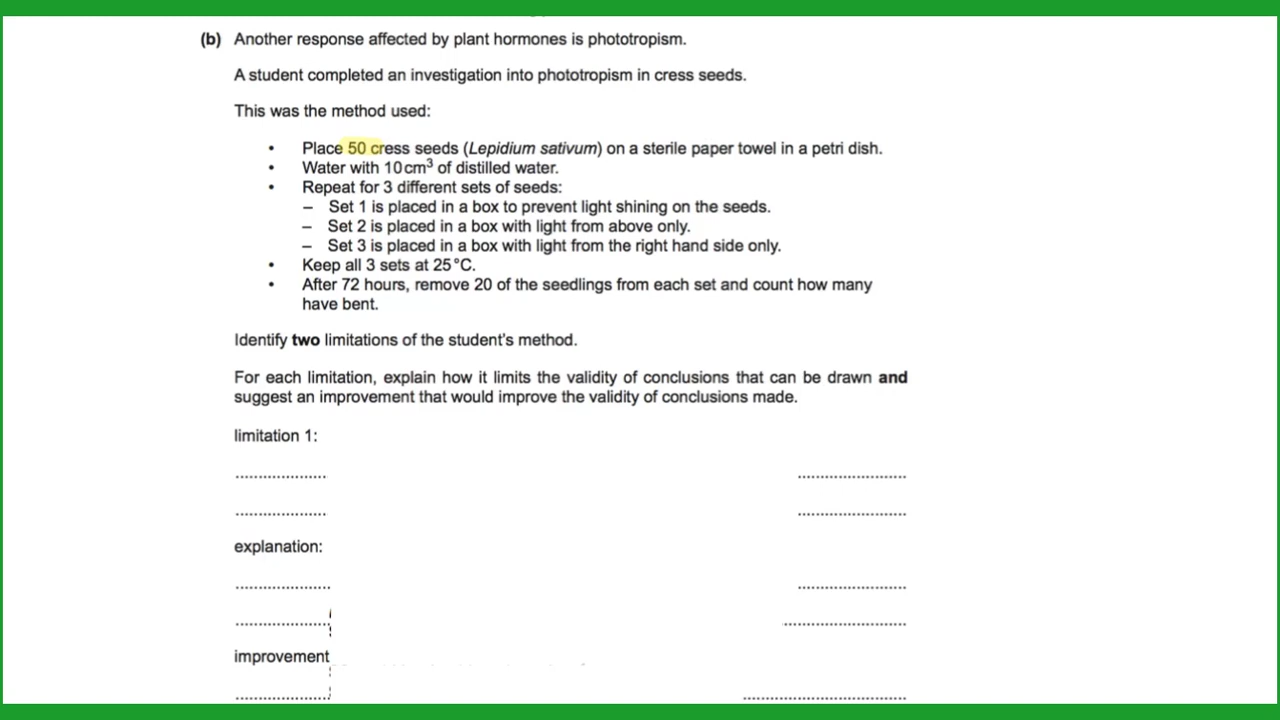 (b) Another response affected by plant hormones is phototropism.
A student completed an investigation into phototropism in cress seeds.
This was the method used:
• Place 50 cress seeds (Lepidium sativum) on a sterile paper towel in a petri dish.
• Water with 10 cm³ of distilled water.
• Repeat for 3 different sets of seeds:
– Set 1 is placed in a box to prevent light shining on the seeds.
– Set 2 is placed in a box with light from above only.
– Set 3 is placed in a box with light from the right hand side only.
• Keep all 3 sets at 25 °C.
• After 72 hours, remove 20 of the seedlings from each set and count how many
have bent.
Identify two limitations of the student's method.
For each limitation, explain how it limits the validity of conclusions that can be drawn and
suggest an improvement that would improve the validity of conclusions made.
limitation 1:
explanation:
improvement